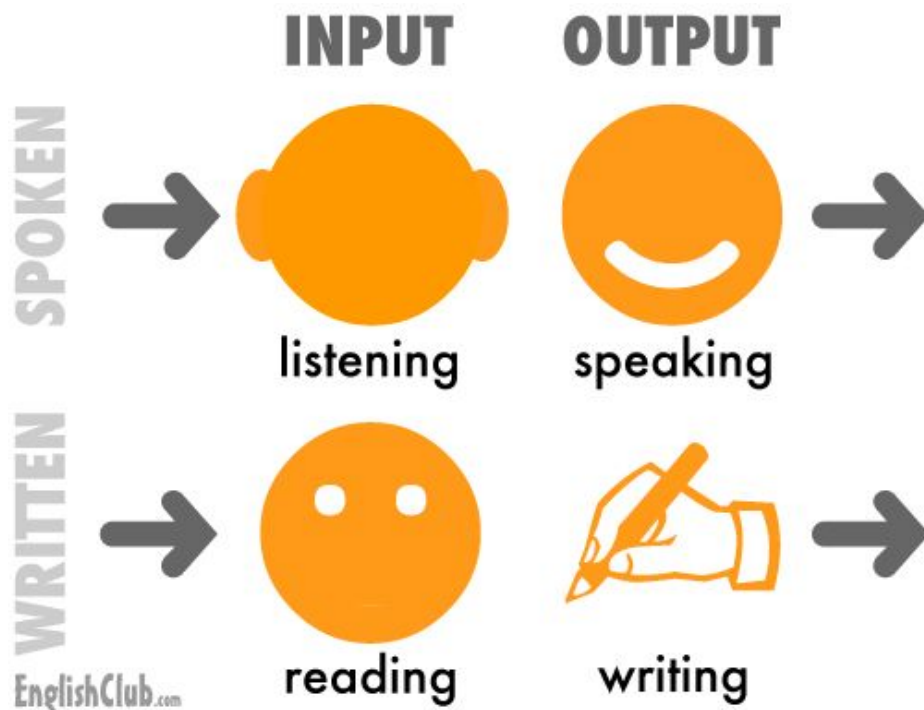 INPUT OUTPUT
SPOKEN
listening speaking
WRITTEN
reading writing
EnglishClub.com